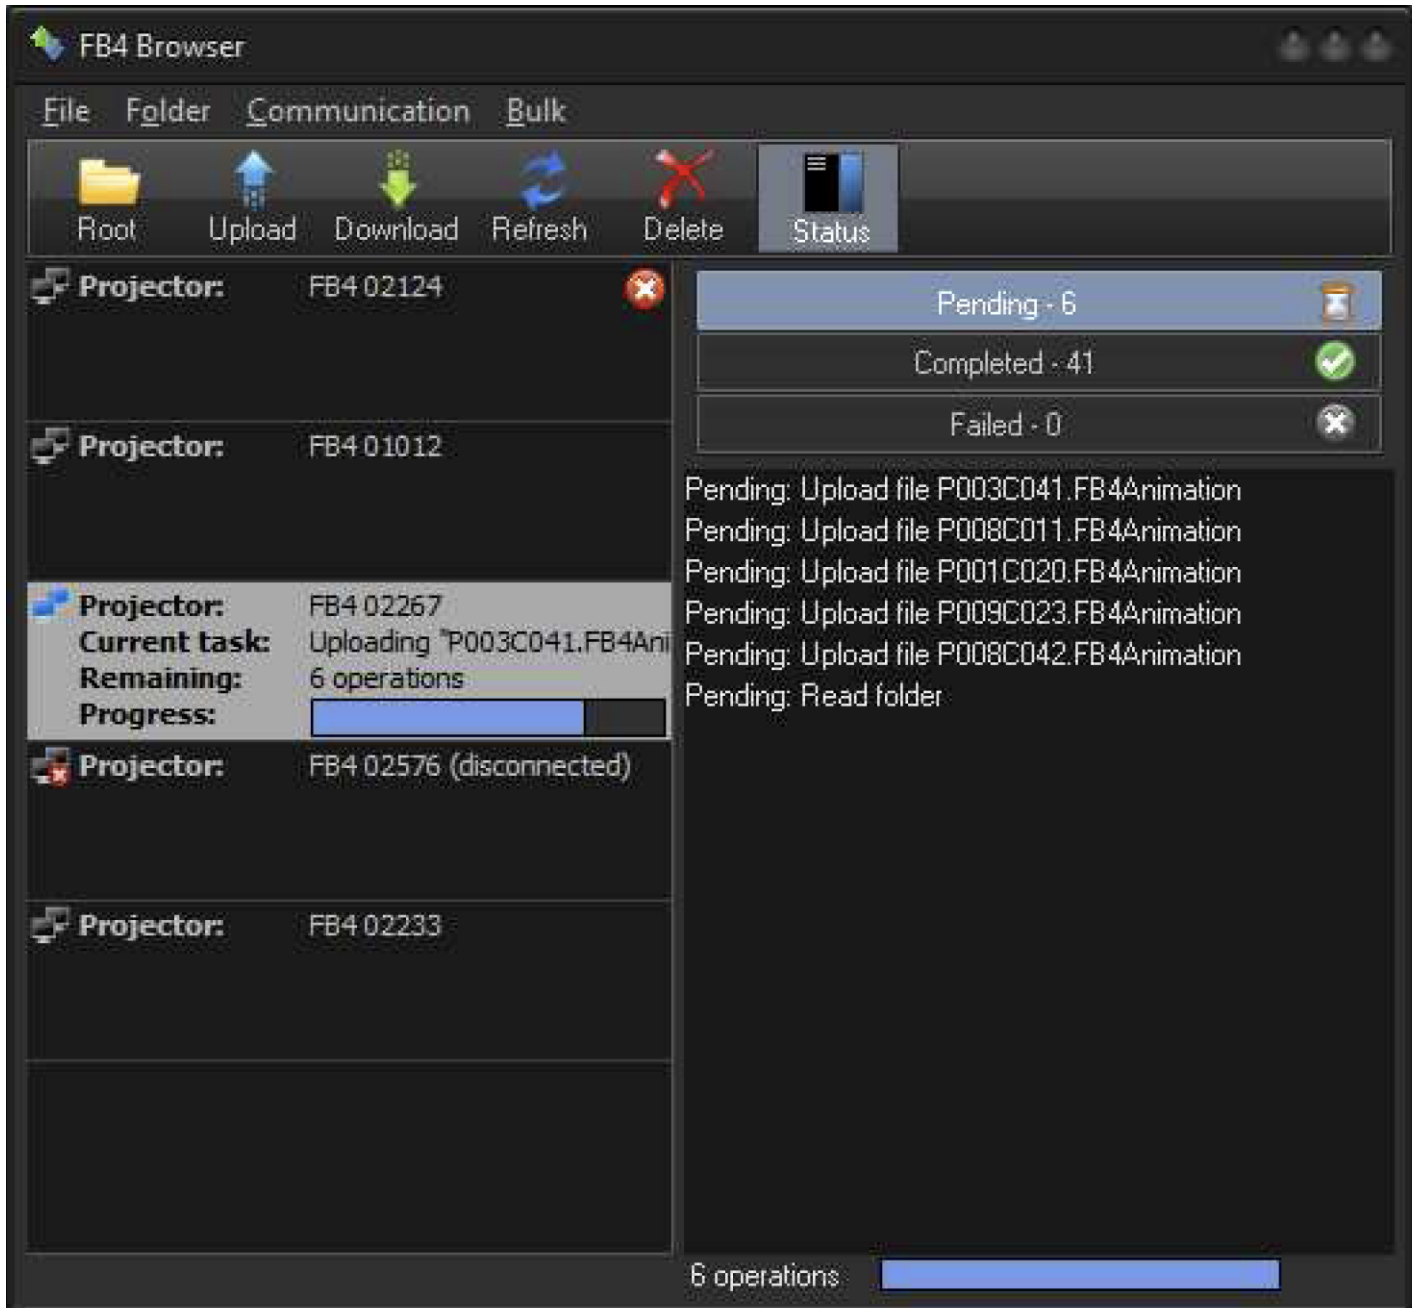 FB4 Browser
File Folder Communication Bulk
Root Upload Download Refresh Delete Status
Projector: FB4 02124
Projector: FB4 01012
Projector: FB4 02267
Current task: Uploading "P003C041.FB4Ani
Remaining: 6 operations
Progress:
Projector: FB4 02576 (disconnected)
Projector: FB4 02233
Pending - 6
Completed - 41
Failed - 0
Pending: Upload file P003C041.FB4Animation
Pending: Upload file P008C011.FB4Animation
Pending: Upload file P001C020.FB4Animation
Pending: Upload file P009C023.FB4Animation
Pending: Upload file P008C042.FB4Animation
Pending: Read folder
6 operations